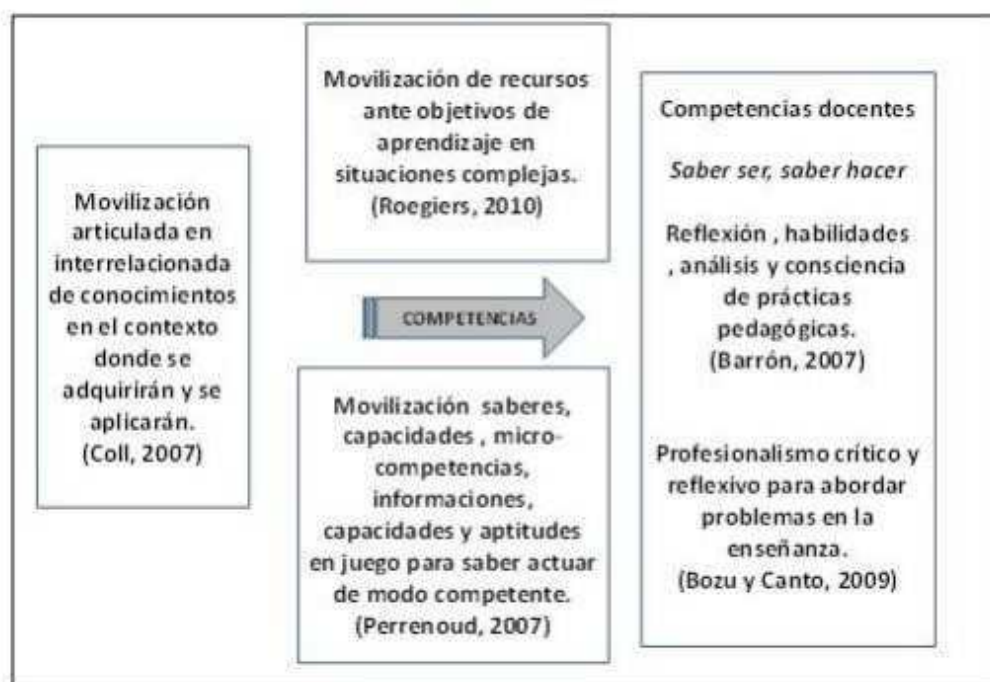 Movilización
articulada en
interrelacionada
de conocimientos
en el contexto
donde se
adquirirán y se
aplicarán.
(Coll, 2007)
Movilización de recursos
ante objetivos de
aprendizaje en
situaciones complejas.
(Roegiers, 2010)
COMPETENCIAS
Movilización saberes,
capacidades , micro-
competencias,
informaciones,
capacidades y aptitudes
en juego para saber actuar
de modo competente.
(Perrenoud, 2007)
Competencias docentes
Saber ser, saber hacer
Reflexión , habilidades
, análisis y consciencia
de prácticas
pedagógicas.
(Barrón, 2007)
Profesionalismo crítico y
reflexivo para abordar
problemas en la
enseñanza.
(Bozu y Canto, 2009)